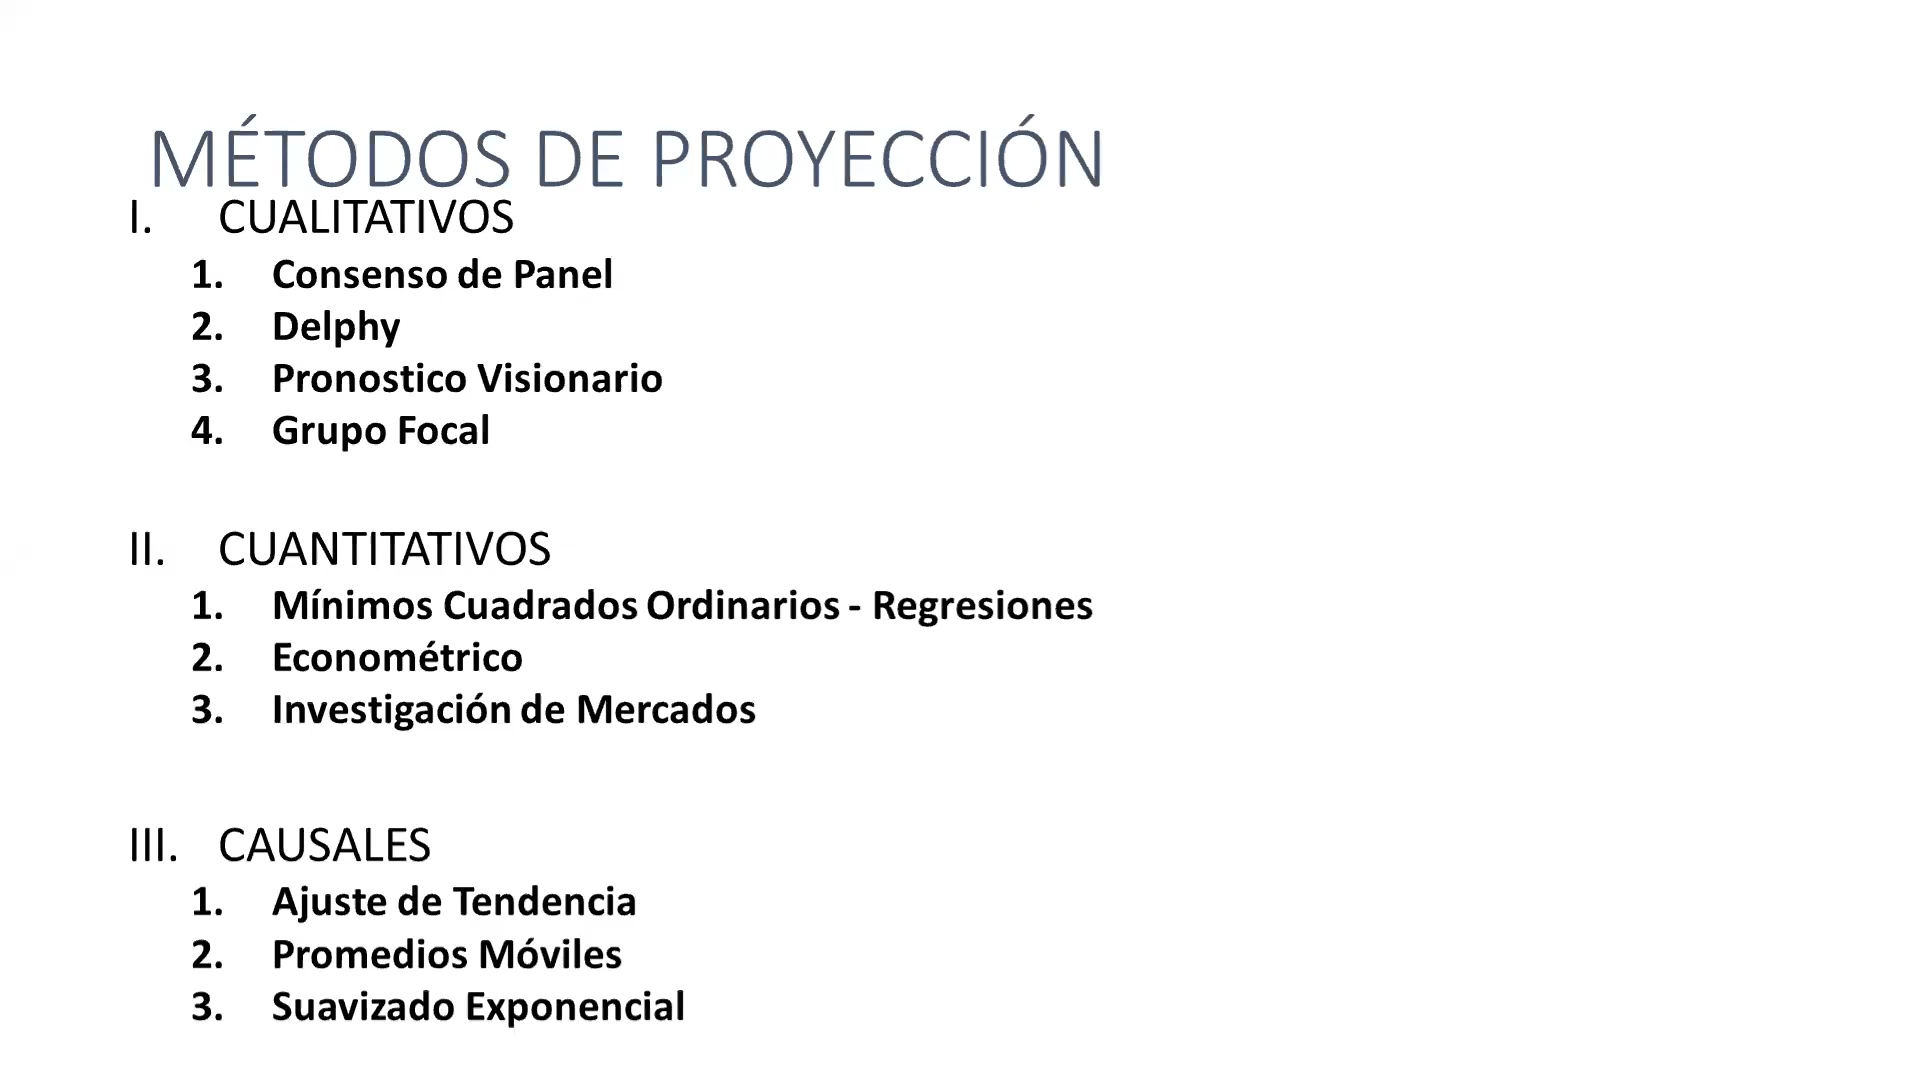 MÉTODOS DE PROYECCIÓN
I. CUALITATIVOS
1. Consenso de Panel
2. Delphy
3. Pronostico Visionario
4. Grupo Focal
II. CUANTITATIVOS
1. Mínimos Cuadrados Ordinarios - Regresiones
2. Econométrico
3. Investigación de Mercados
III. CAUSALES
1. Ajuste de Tendencia
2. Promedios Móviles
3. Suavizado Exponencial